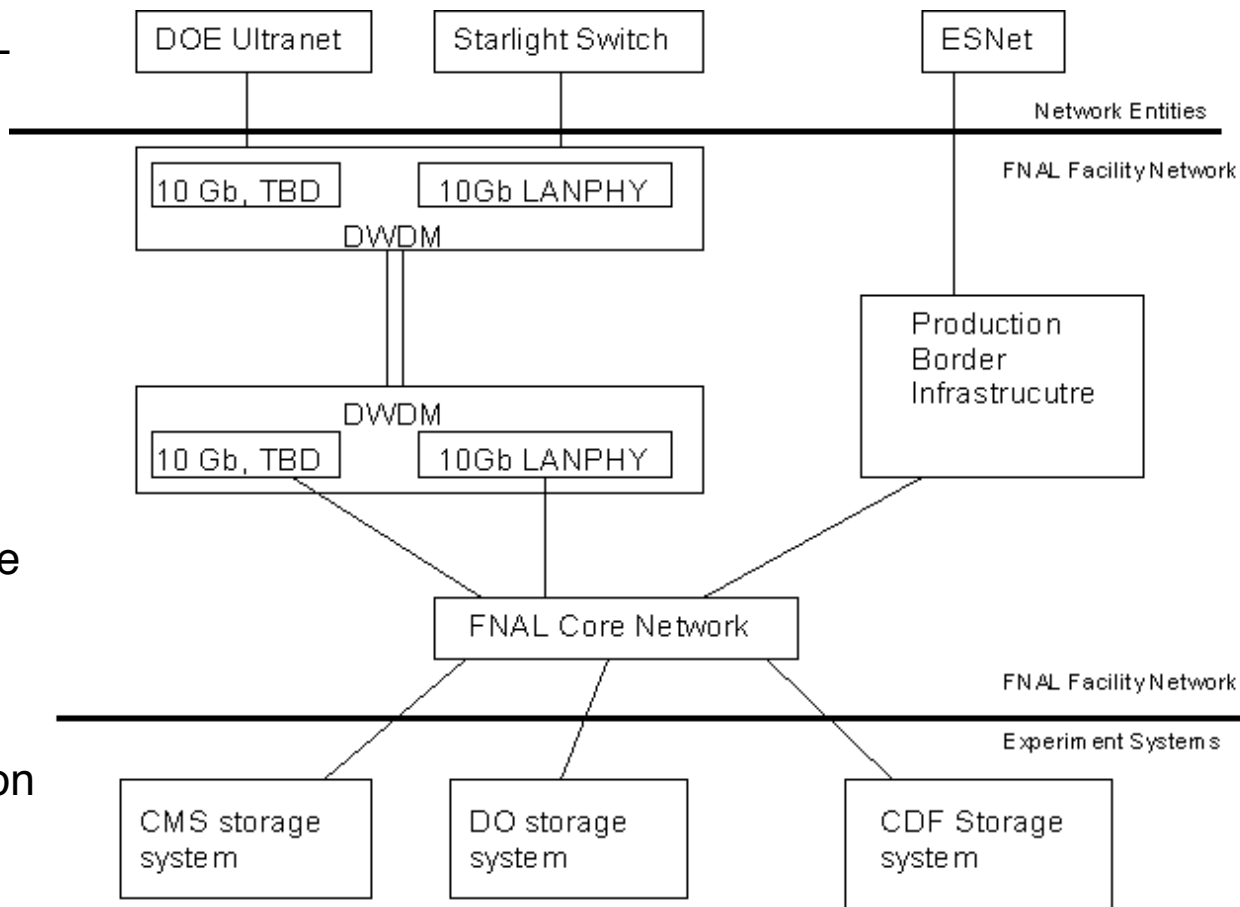 DOE Ultranet
Starlight Switch
ESNet
Network Entities
FNAL Facility Network
10 Gb, TBD
10Gb LANPHY
DWDM
Production
Border
Infrastrucutre
DWDM
10 Gb, TBD
10Gb LANPHY
e
FNAL Core Network
FNAL Facility Network
Experiment Systems
on
CMS storage
system
DO storage
system
CDF Storage
system